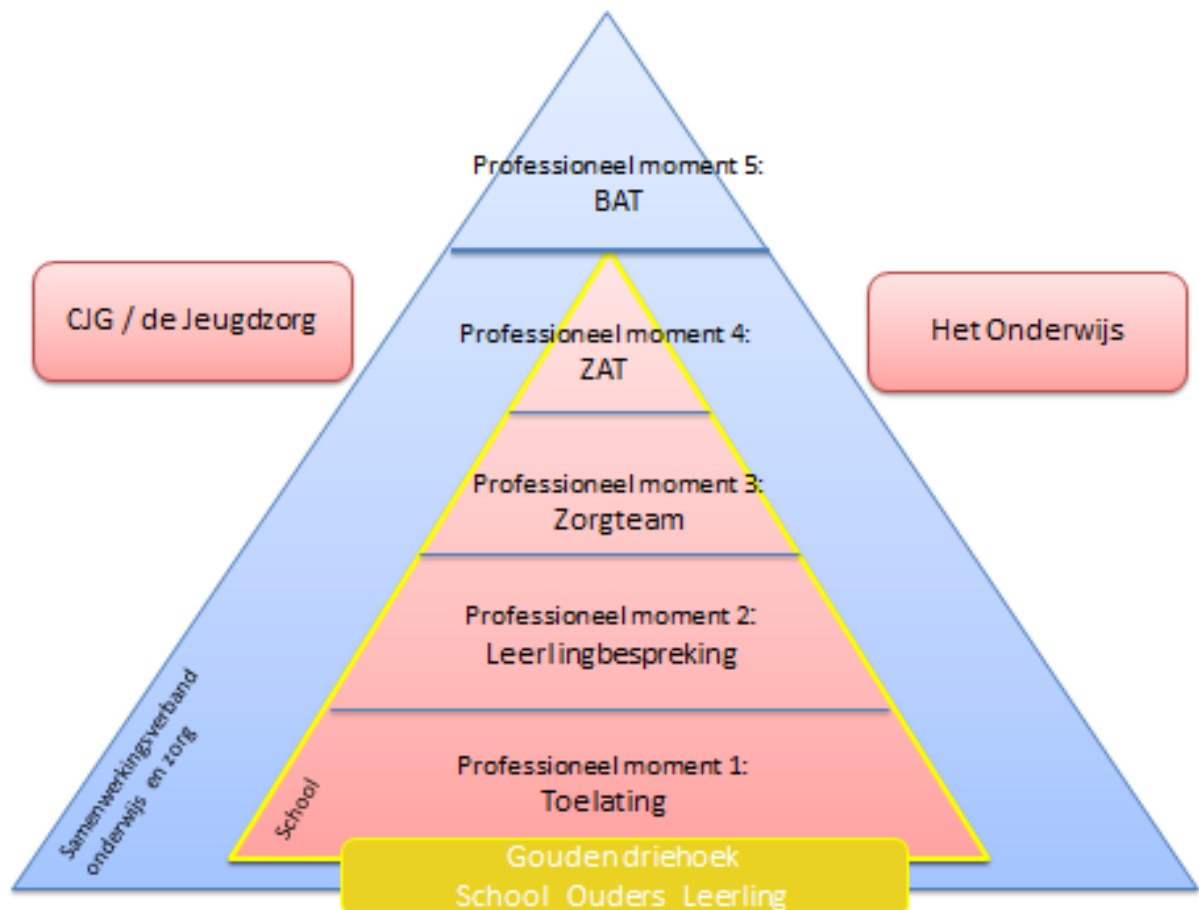 Professioneel moment 5:
BAT
CJG / de Jeugdzorg
Het Onderwijs
Professioneel moment 4:
ZAT
Professioneel moment 3:
Zorgteam
Professioneel moment 2:
Leerlingbespreking
Samenwerkingsverband
onderwijs en zorg
School
Professioneel moment 1:
Toelating
Gouden driehoek
School Ouders Leerling